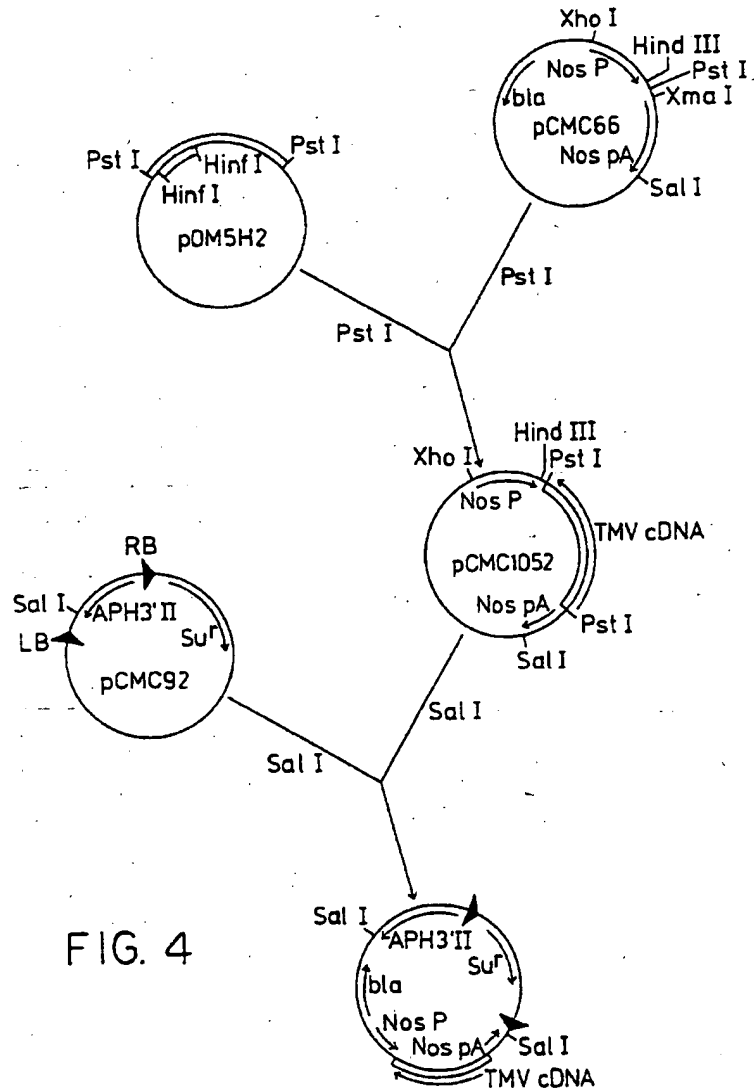 Xho I
Hind III
Pst I
Xma I
Nos P
bla
pCMC66
Nos pA
Sal I
Pst I
Hinf I
Pst I
Hinf I
pOM5H2
Pst I
Pst I
Hind III
Xho I
Pst I
Nos P
TMV cDNA
pCMC1052
Nos pA
Pst I
Sal I
RB
Sal I
APH3'II
LB
Suʳ
pCMC92
Sal I
Sal I
FIG. 4
Sal I
APH3'II
Suʳ
bla
Nos P
Nos pA
Sal I
TMV cDNA